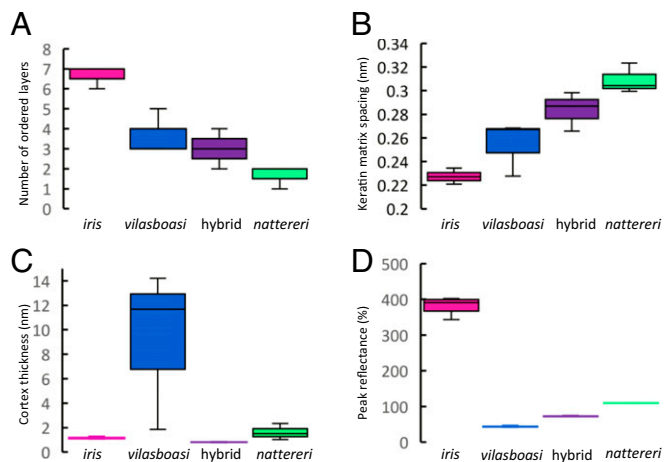 A
Number of ordered layers
8
7
6
5
4
3
2
1
0
iris vilasboasi hybrid nattereri
B
Keratin matrix spacing (nm)
0.34
0.32
0.3
0.28
0.26
0.24
0.22
0.2
iris vilasboasi hybrid nattereri
C
Cortex thickness (nm)
14
12
10
8
6
4
2
0
iris vilasboasi hybrid nattereri
D
Peak reflectance (%)
500
400
300
200
100
0
iris vilasboasi hybrid nattereri